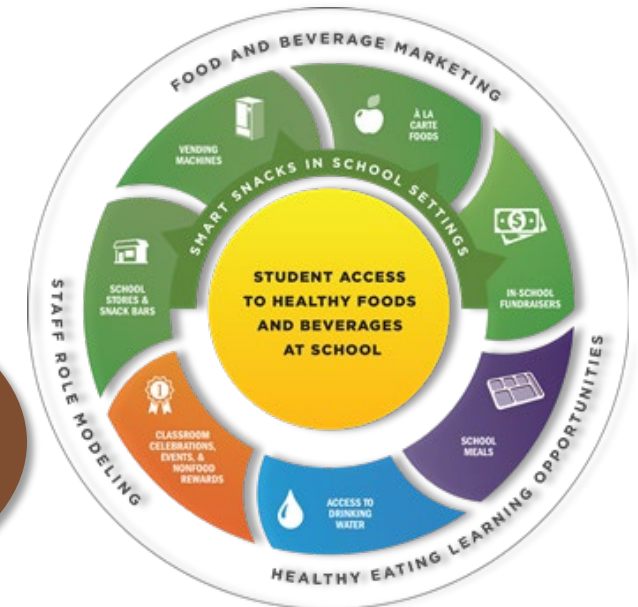 FOOD AND BEVERAGE MARKETING
VENDING
MACHINES
À LA
CARTE
FOODS
SMART SNACKS IN SCHOOL SETTINGS
SCHOOL
STORES &
SNACK BARS
IN-SCHOOL
FUNDRAISERS
STUDENT ACCESS
TO HEALTHY FOODS
AND BEVERAGES
AT SCHOOL
STAFF ROLE MODELING
1
CLASSROOM
CELEBRATIONS,
EVENTS, &
NONFOOD
REWARDS
SCHOOL
MEALS
ACCESS TO
DRINKING
WATER
HEALTHY EATING LEARNING OPPORTUNITIES